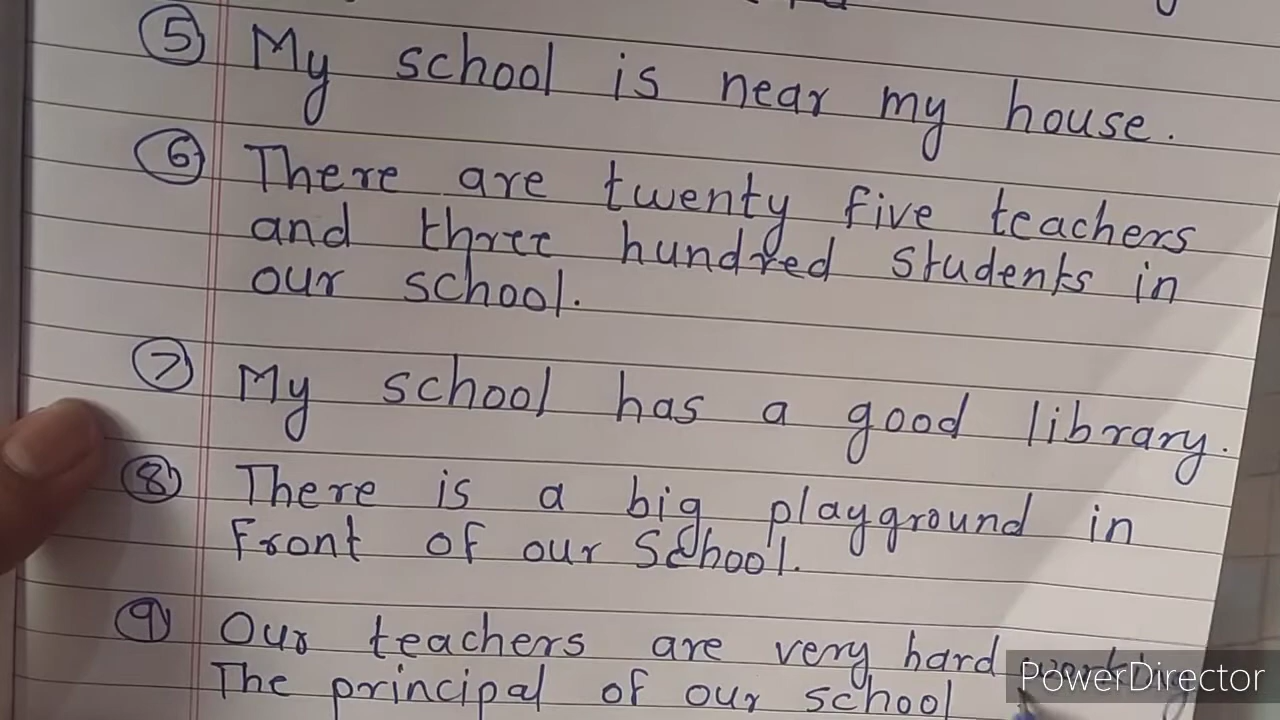 ⑤ My school is near my house.
⑥ There are twenty five teachers
and three hundred students in
our school.
⑦ My school has a good library.
⑧ There is a big playground in
Front of our School.
⑨ Our teachers are very hard working
The principal of our school
PowerDirector